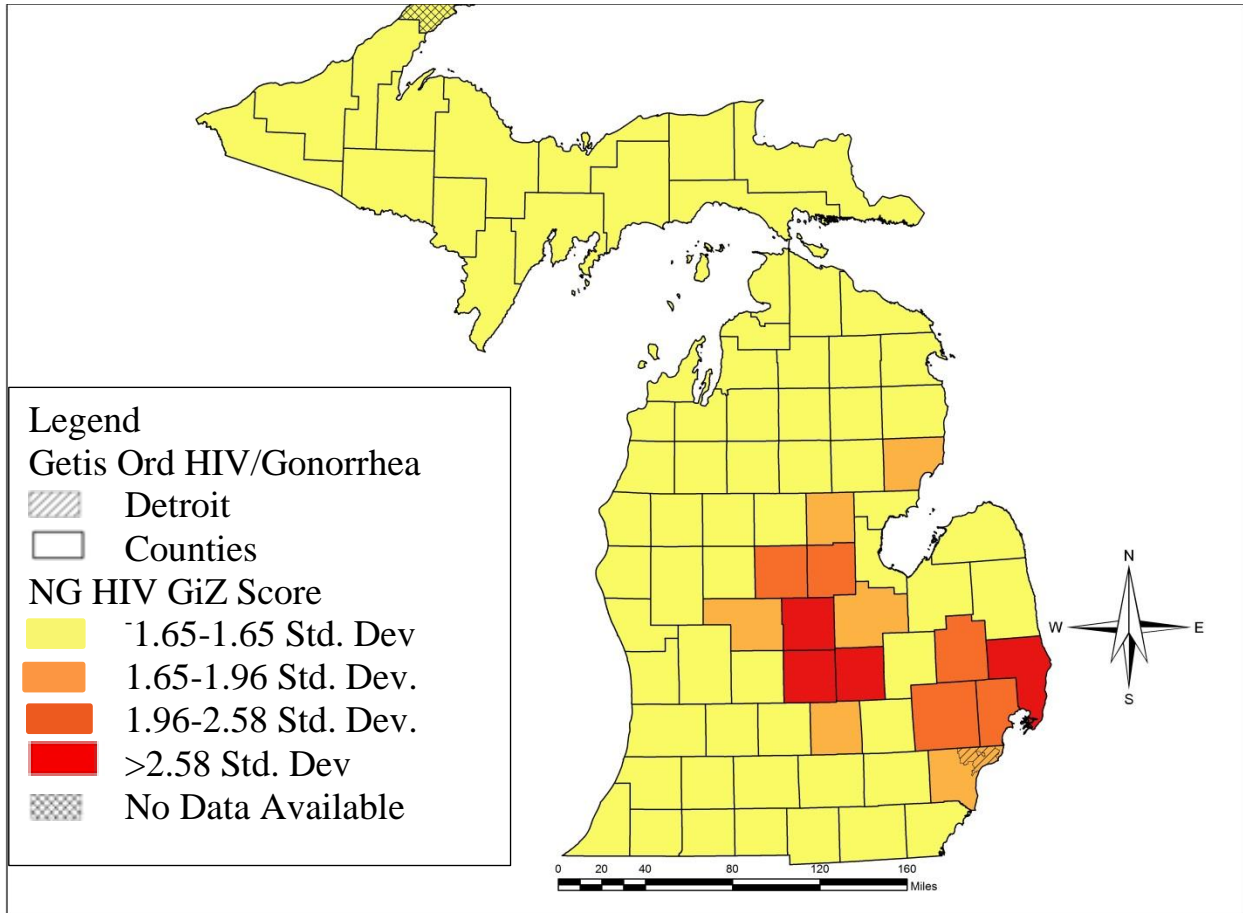 Legend
Getis Ord HIV/Gonorrhea
Detroit
Counties
NG HIV GiZ Score
-1.65-1.65 Std. Dev
1.65-1.96 Std. Dev.
1.96-2.58 Std. Dev.
>2.58 Std. Dev
No Data Available
N
W E
S
0 20 40 80 120 160
Miles